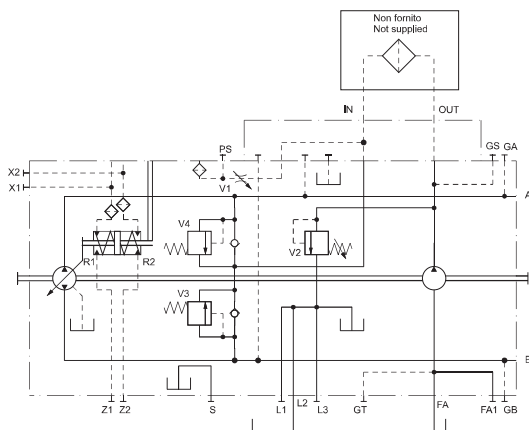 Non fornito
Not supplied
IN OUT
PS GS GA
X2
X1
V1
A
V4
V2
R1 R2
V3
B
Z1 Z2 S L1 L2 L3 GT FA FA1 GB